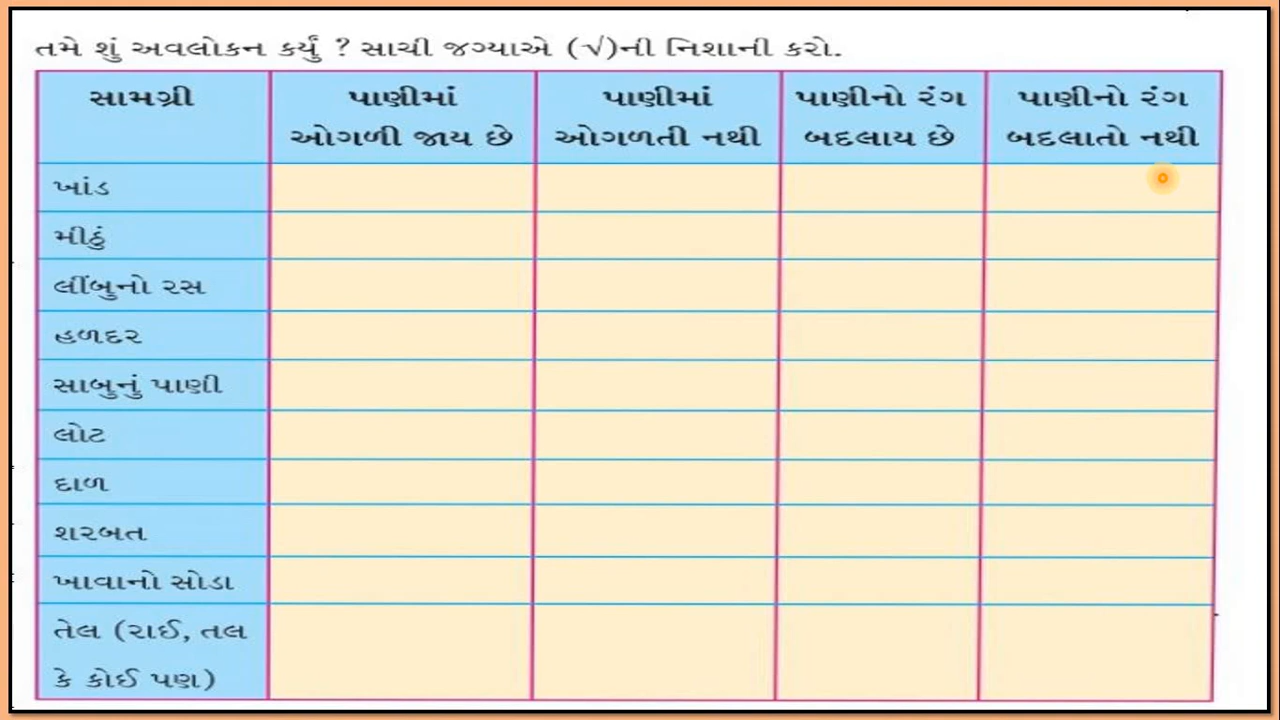 તમે શું અવલોકન કર્યું ? સાચી જગ્યાએ (√)ની નિશાની કરો.
સામગ્રી
પાણીમાં
ઓગળી જાય છે
પાણીમાં
ઓગળતી નથી
પાણીનો રંગ
બદલાય છે
પાણીનો રંગ
બદલાતો નથી
ખાંડ
મીઠું
લીંબુનો રસ
હળદર
સાબુનું પાણી
લોટ
દાળ
શરબત
ખાવાનો સોડા
તેલ (રાઈ, તલ
કે કોઈ પણ)